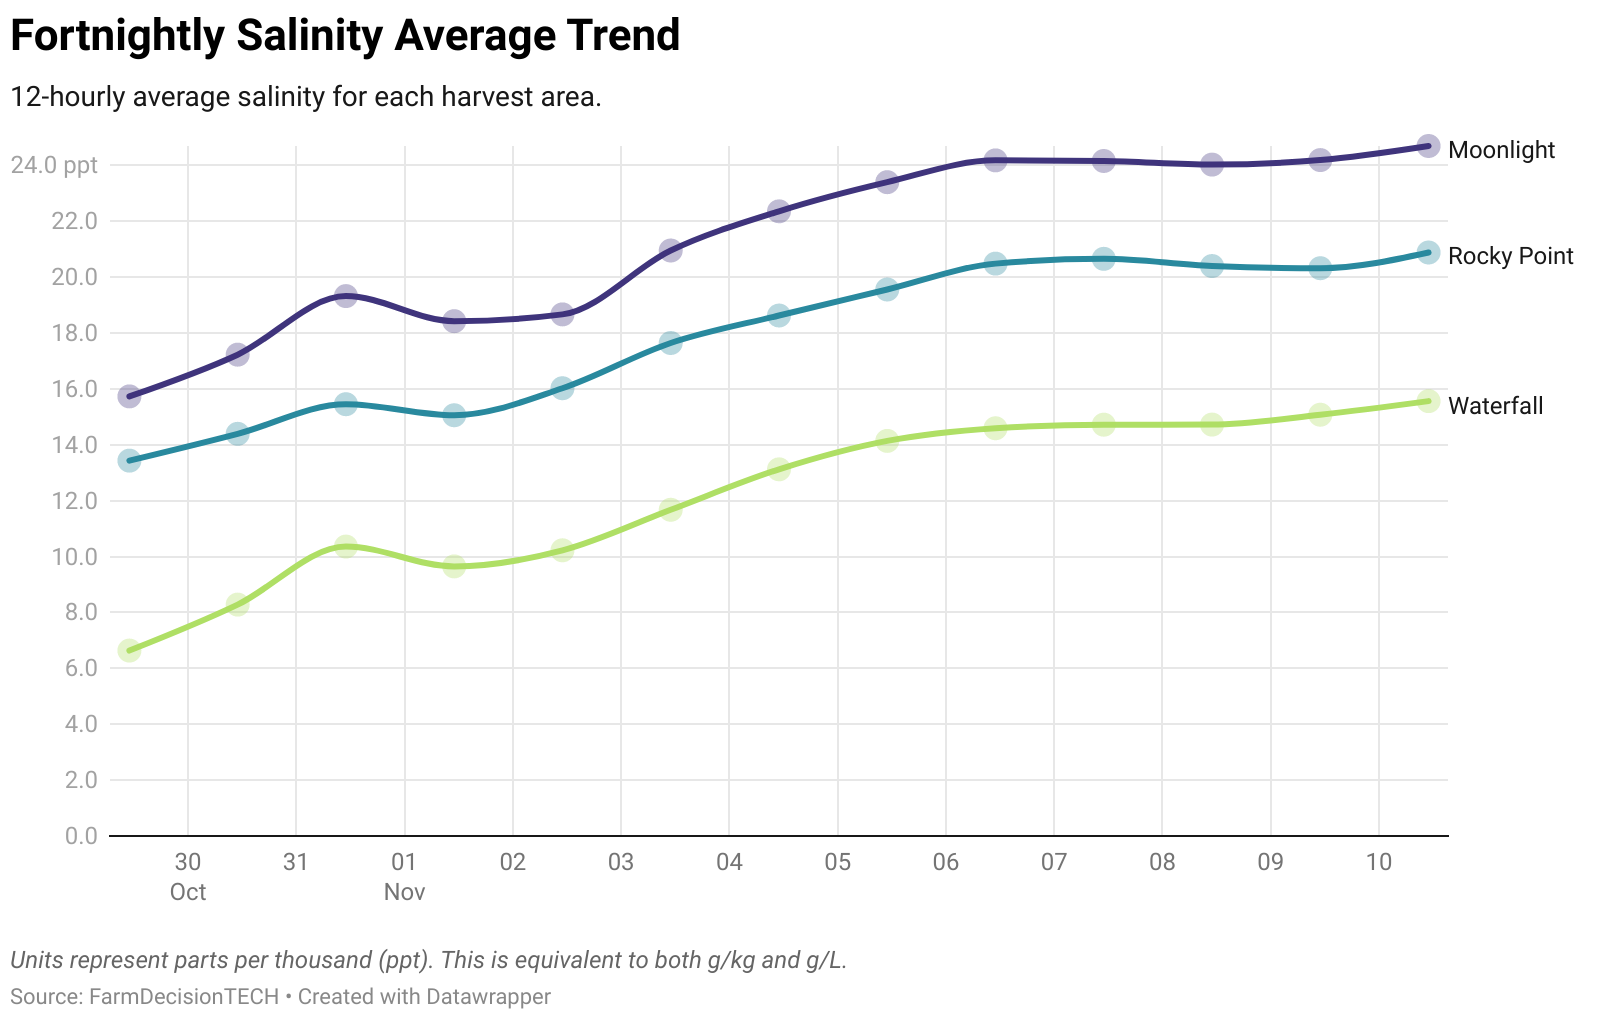 Fortnightly Salinity Average Trend
12-hourly average salinity for each harvest area.
24.0 ppt
22.0
20.0
18.0
16.0
14.0
12.0
10.0
8.0
6.0
4.0
2.0
0.0
Moonlight
Rocky Point
Waterfall
30 31 01 02 03 04 05 06 07 08 09 10
Oct Nov
Units represent parts per thousand (ppt). This is equivalent to both g/kg and g/L.
Source: FarmDecisionTECH • Created with Datawrapper